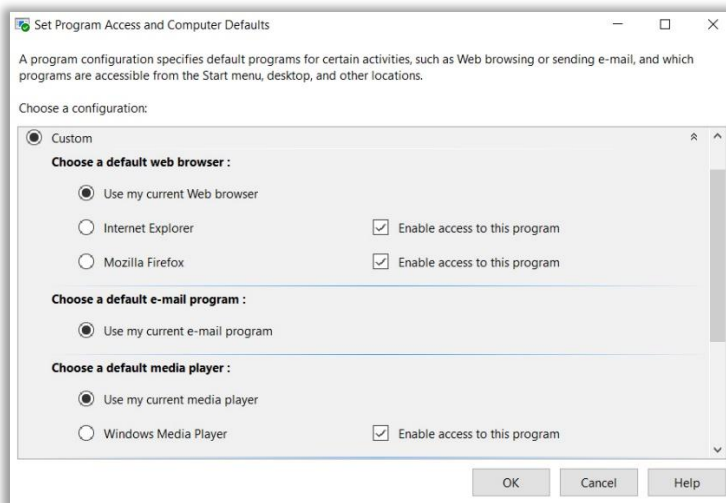 Set Program Access and Computer Defaults
A program configuration specifies default programs for certain activities, such as Web browsing or sending e-mail, and which
programs are accessible from the Start menu, desktop, and other locations.
Choose a configuration:
Custom
Choose a default web browser :
Use my current Web browser
Internet Explorer Enable access to this program
Mozilla Firefox Enable access to this program
Choose a default e-mail program :
Use my current e-mail program
Choose a default media player :
Use my current media player
Windows Media Player Enable access to this program
OK Cancel Help